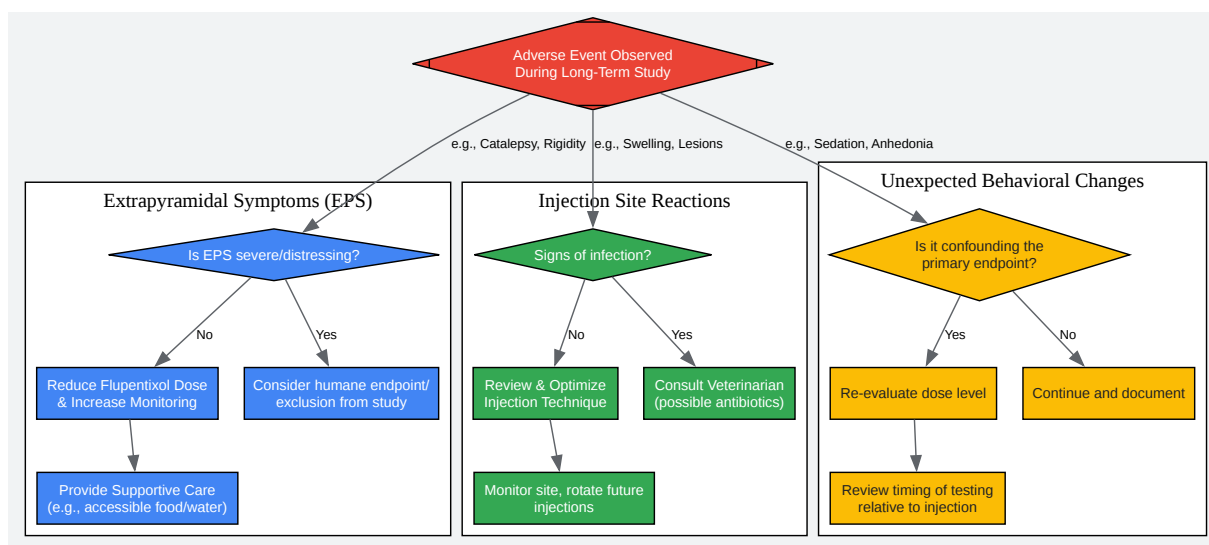 Adverse Event Observed
During Long-Term Study
e.g., Catalepsy, Rigidity
e.g., Swelling, Lesions
e.g., Sedation, Anhedonia
Extrapyramidal Symptoms (EPS)
Is EPS severe/distressing?
No
Yes
Reduce Flupentixol Dose
& Increase Monitoring
Consider humane endpoint/
exclusion from study
Provide Supportive Care
(e.g., accessible food/water)
Injection Site Reactions
Signs of infection?
No
Yes
Review & Optimize
Injection Technique
Consult Veterinarian
(possible antibiotics)
Monitor site, rotate future
injections
Unexpected Behavioral Changes
Is it confounding the
primary endpoint?
Yes
No
Re-evaluate dose level
Continue and document
Review timing of testing
relative to injection